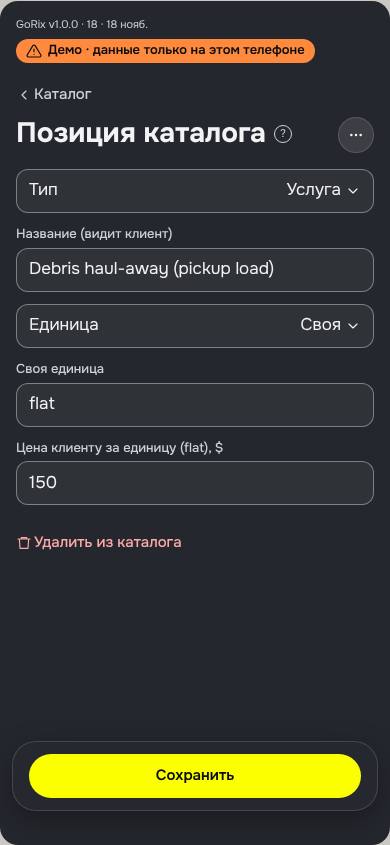 GoRix v1.0.0 · 18 · 18 нояб.
Демо · данные только на этом телефоне
Каталог
Позиция каталога ?
Тип Услуга
Название (видит клиент)
Debris haul-away (pickup load)
Единица Своя
Своя единица
flat
Цена клиенту за единицу (flat), $
150
Удалить из каталога
Сохранить